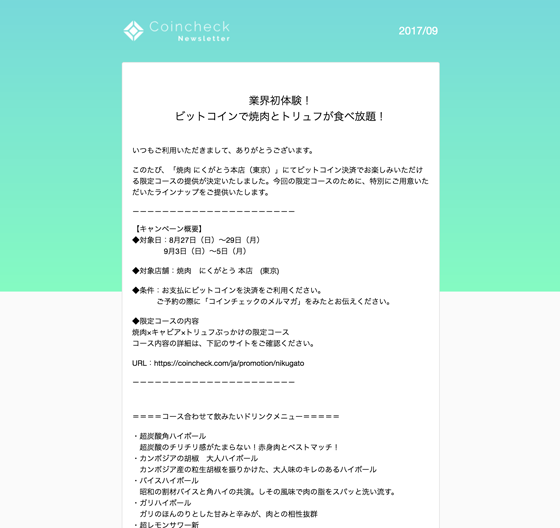 Coincheck
Newsletter
2017/09
業界初体験！
ビットコインで焼肉とトリュフが食べ放題！
いつもご利用いただきまして、ありがとうございます。
このたび、「焼肉 にくがとう本店（東京）」にてビットコイン決済でお楽しみいただけ
る限定コースの提供が決定いたしました。今回の限定コースのために、特別にご用意いた
だいたラインナップをご提供いたします。
ーーーーーーーーーーーーーーーーーーーーーー
【キャンペーン概要】
◆対象日：8月27日（日）〜29日（月）
9月3日（日）〜5日（月）
◆対象店舗：焼肉　にくがとう 本店　(東京)
◆条件：お支払にビットコインを決済をご利用ください。
ご予約の際に「コインチェックのメルマガ」をみたとお伝えください。
◆限定コースの内容
焼肉×キャビア×トリュフぶっかけの限定コース
コース内容の詳細は、下記のサイトをご確認ください。
URL：https://coincheck.com/ja/promotion/nikugato
ーーーーーーーーーーーーーーーーーーーーーー
＝＝＝＝コース合わせて飲みたいドリンクメニュー＝＝＝＝＝
・超炭酸角ハイボール
超炭酸のチリチリ感がたまらない！赤身肉とベストマッチ！
・カンボジアの胡椒　大人ハイボール
カンボジア産の粒生胡椒を振りかけた、大人味のキレのあるハイボール
・バイスハイボール
昭和の割材バイスと角ハイの共演。しその風味で肉の脂をスパッと洗い流す。
・ガリハイボール
ガリのほんのりとした甘みと辛みが、肉との相性抜群
・超レモンサワー新